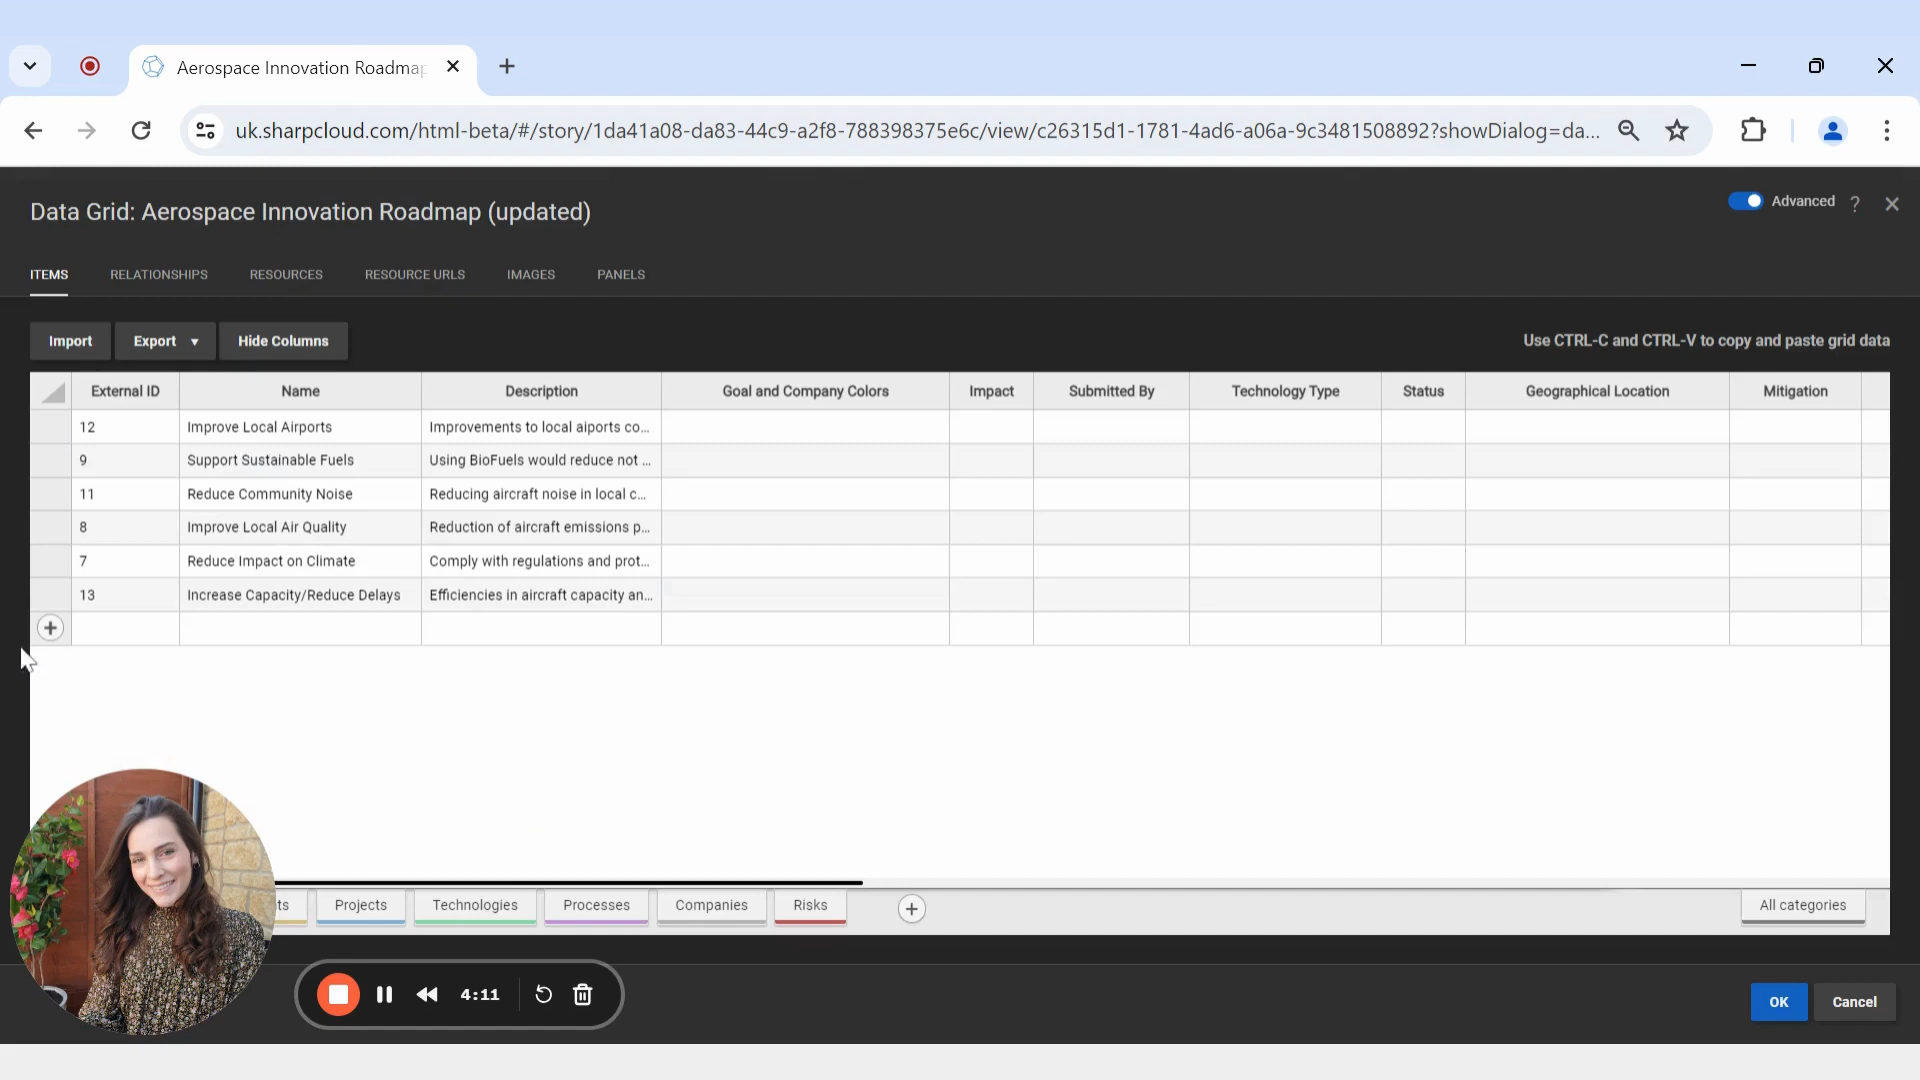 Aerospace Innovation Roadmap
uk.sharpcloud.com/html-beta/#/story/1da41a08-da83-44c9-a2f8-788398375e6c/view/c26315d1-1781-4ad6-a06a-9c3481508892?showDialog=da...
Data Grid: Aerospace Innovation Roadmap (updated)
Advanced ?
ITEMS RELATIONSHIPS RESOURCES RESOURCE URLS IMAGES PANELS
Import Export Hide Columns Use CTRL-C and CTRL-V to copy and paste grid data
External ID Name Description Goal and Company Colors Impact Submitted By Technology Type Status Geographical Location Mitigation
12 Improve Local Airports Improvements to local aiports co...
9 Support Sustainable Fuels Using BioFuels would reduce not ...
11 Reduce Community Noise Reducing aircraft noise in local c...
8 Improve Local Air Quality Reduction of aircraft emissions p...
7 Reduce Impact on Climate Comply with regulations and prot...
13 Increase Capacity/Reduce Delays Efficiencies in aircraft capacity an...
ts Projects Technologies Processes Companies Risks All categories
4:11
OK Cancel